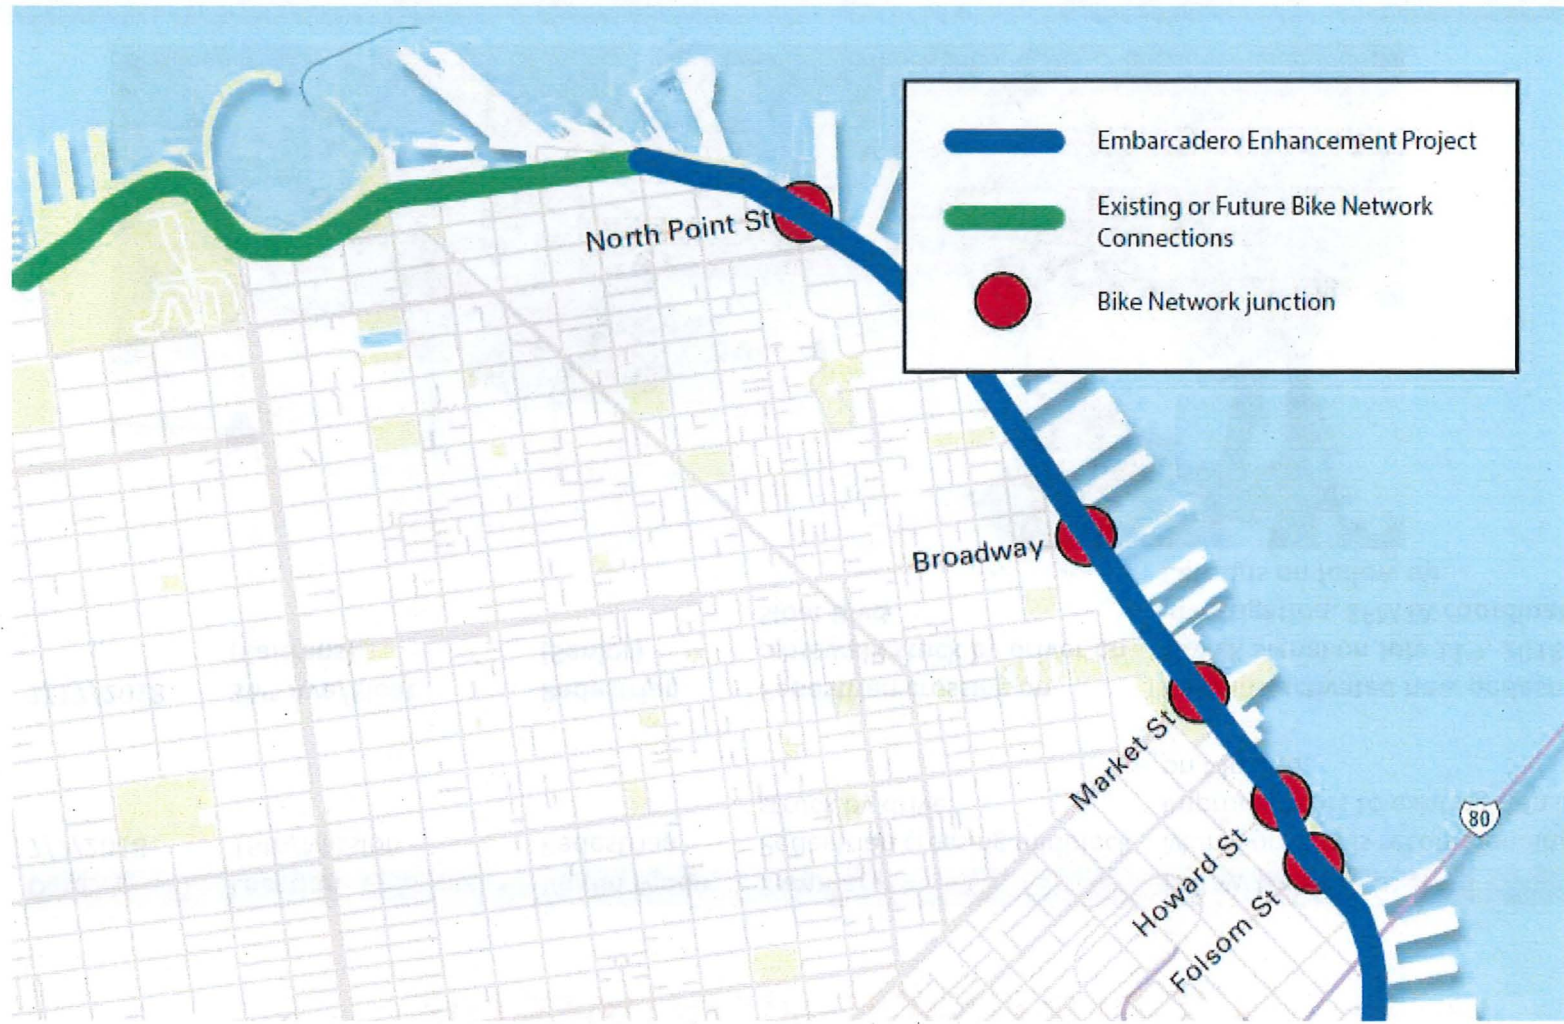 Embarcadero Enhancement Project
Existing or Future Bike Network
Connections
Bike Network junction
North Point St
Broadway
Market St
80
Howard St
Folsom St